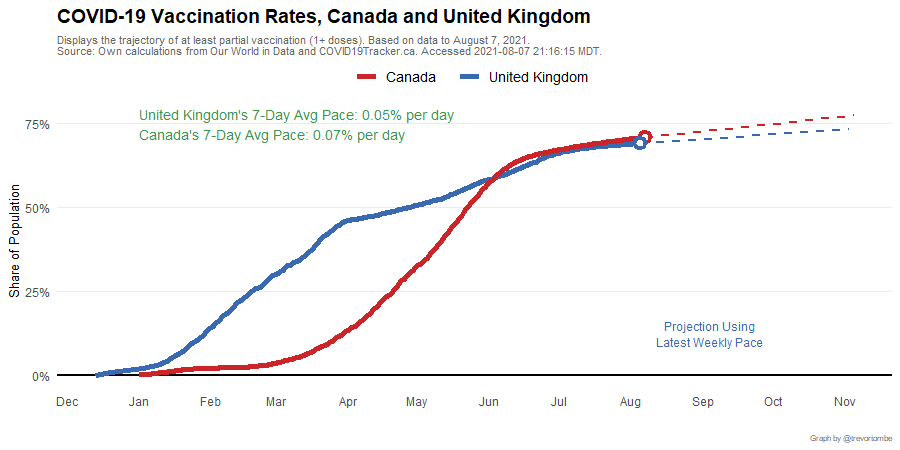 COVID-19 Vaccination Rates, Canada and United Kingdom
Displays the trajectory of at least partial vaccination (1+ doses). Based on data to August 7, 2021.
Source: Own calculations from Our World in Data and COVID19Tracker.ca. Accessed 2021-08-07 21:16:15 MDT.
Canada United Kingdom
United Kingdom's 7-Day Avg Pace: 0.05% per day
Canada's 7-Day Avg Pace: 0.07% per day
75%
50%
25%
0%
Share of Population
Projection Using
Latest Weekly Pace
Dec Jan Feb Mar Apr May Jun Jul Aug Sep Oct Nov
Graph by @trevortombe